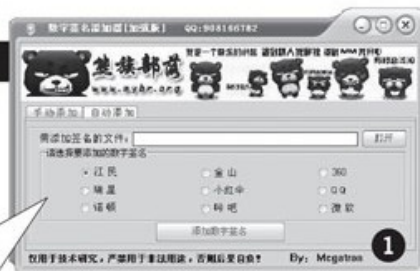 数字签名添加器[加强版] QQ:908166782
熊族部落
手动添加 自动添加
需添加签名的文件: 打开
请选择要添加的数字签名
江民 金山 360
瑞星 小红伞 QQ
诺顿 微软
添加数字签名
仅用于技术研究，严禁用于非法用途，否则后果自负! By: Megatron
1